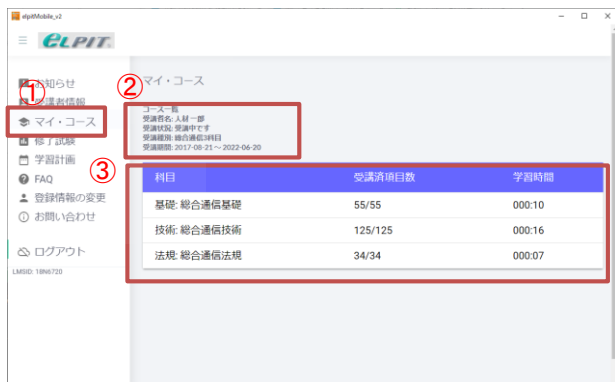 elpitMobile_v2
eLPIT.
① お知らせ
受講者情報
マイ・コース
修了試験
学習計画
FAQ
登録情報の変更
お問い合わせ
ログアウト
LMSID: 18N6720
② マイ・コース
コース一覧
受講者名: 人材 一郎
受講状況: 受講中です
受講種別: 総合通信3科目
受講期間: 2017-08-21～2022-06-20
③
科目 受講済項目数 学習時間
基礎: 総合通信基礎 55/55 000:10
技術: 総合通信技術 125/125 000:16
法規: 総合通信法規 34/34 000:07